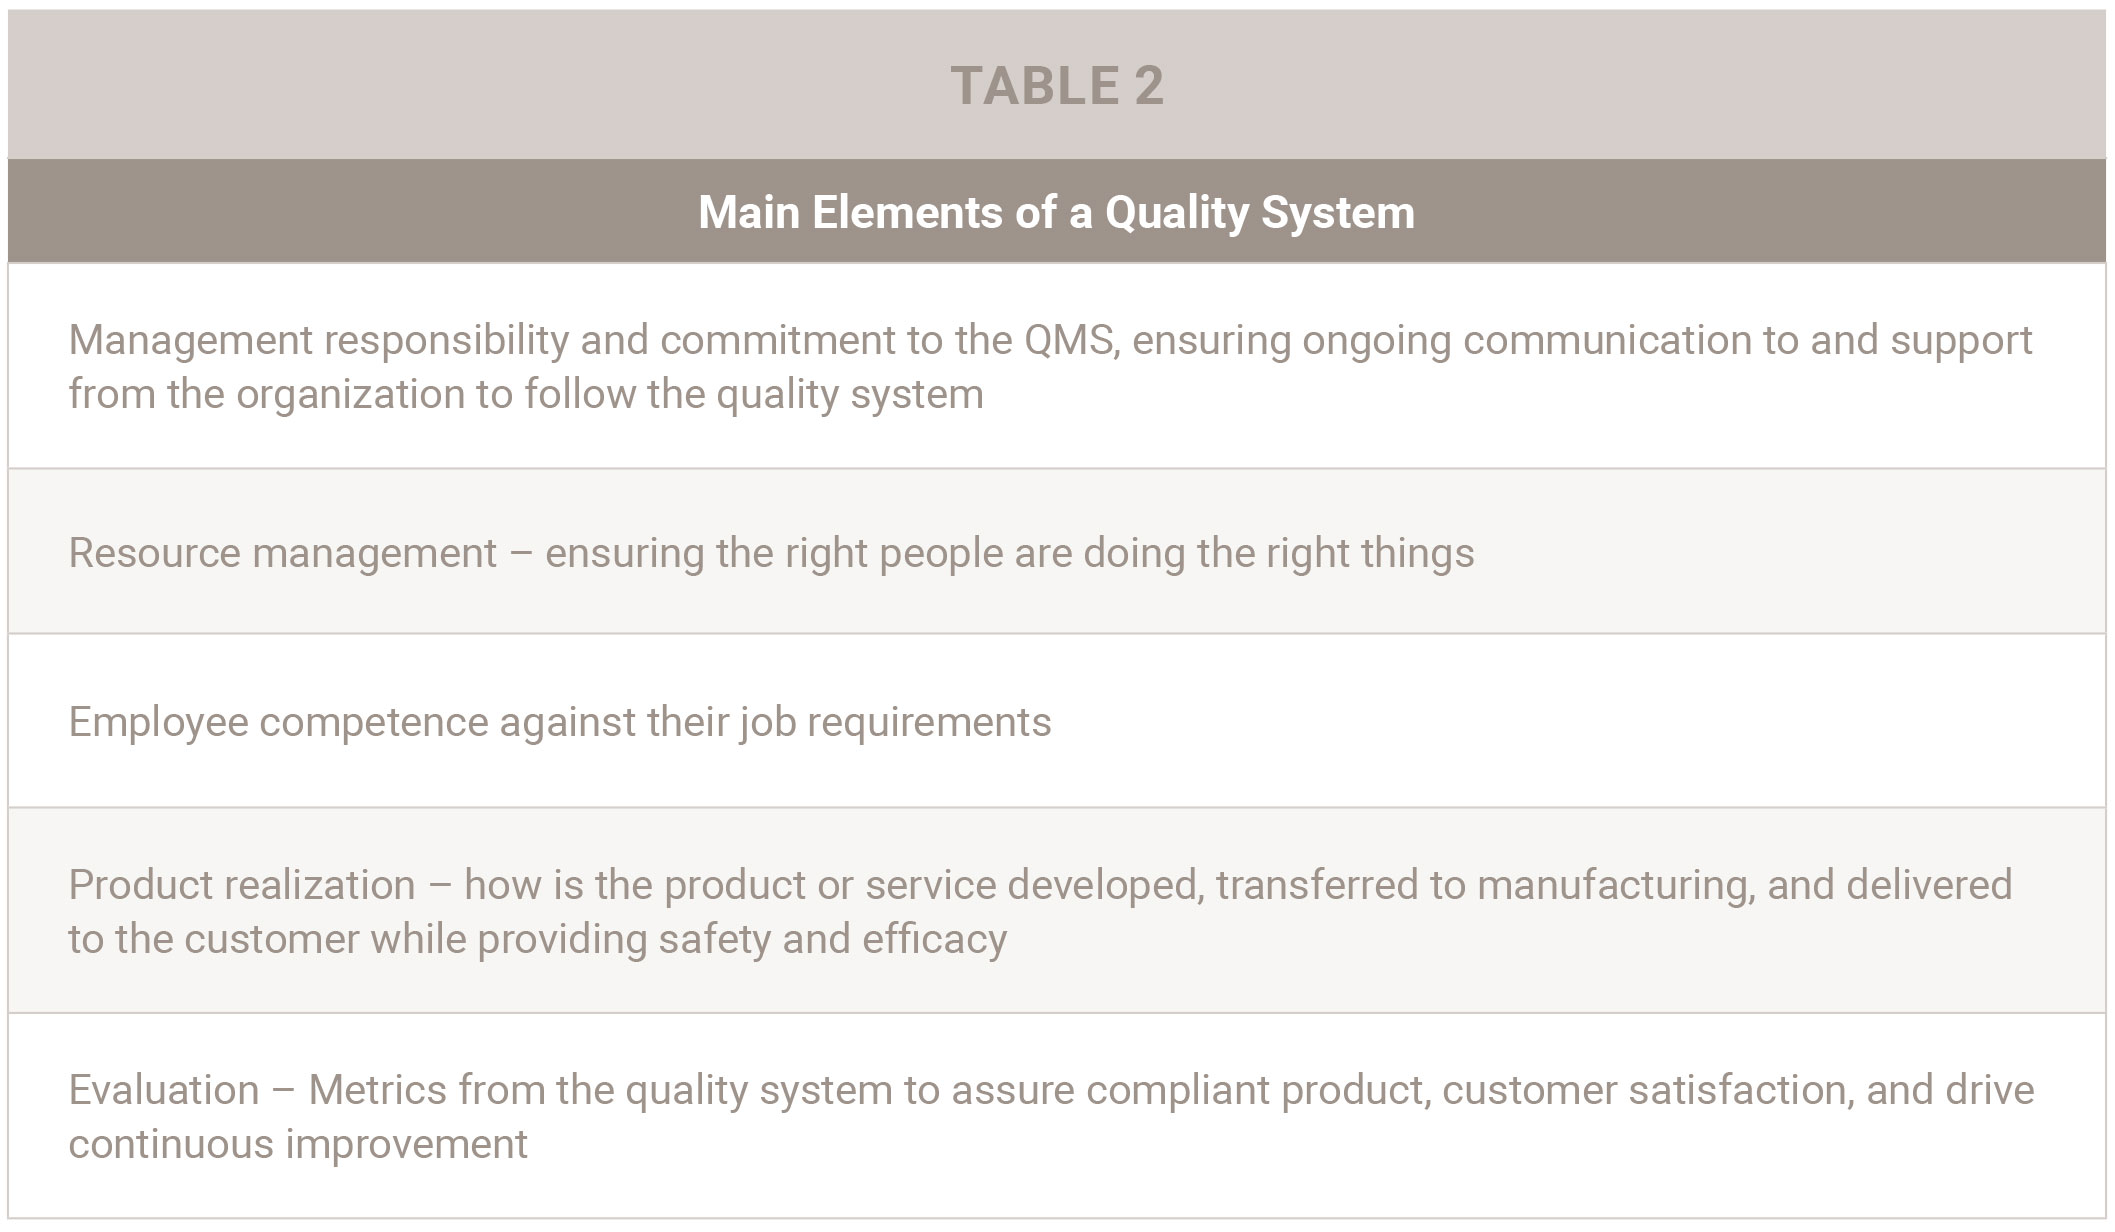 TABLE 2
Main Elements of a Quality System
Management responsibility and commitment to the QMS, ensuring ongoing communication to and support
from the organization to follow the quality system
Resource management – ensuring the right people are doing the right things
Employee competence against their job requirements
Product realization – how is the product or service developed, transferred to manufacturing, and delivered
to the customer while providing safety and efficacy
Evaluation – Metrics from the quality system to assure compliant product, customer satisfaction, and drive
continuous improvement